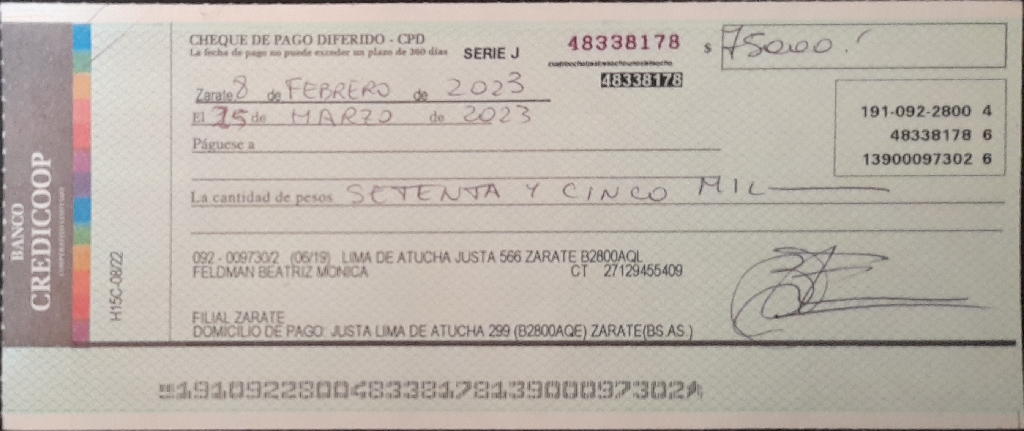 BANCO
CREDICOOP
COOPERATIVO LIMITADO
H15C-08/22
CHEQUE DE PAGO DIFERIDO - CPD
La fecha de pago no puede exceder un plazo de 360 días
SERIE J
48338178
$ 75000.-
cuatroochotrestresochounosieteocho
48338178
Zarate 8 de FEBRERO de 2023
El 15 de MARZO de 2023
Páguese a
191-092-2800 4
48338178 6
13900097302 6
La cantidad de pesos SETENTA Y CINCO MIL
092 - 009730/2 (06/19) LIMA DE ATUCHA JUSTA 566 ZARATE B2800AQL
FELDMAN BEATRIZ MONICA CT 27129455409
FILIAL ZARATE
DOMICILIO DE PAGO: JUSTA LIMA DE ATUCHA 299 (B2800AQE) ZARATE(BS.AS.)
19109228004833817813900097302